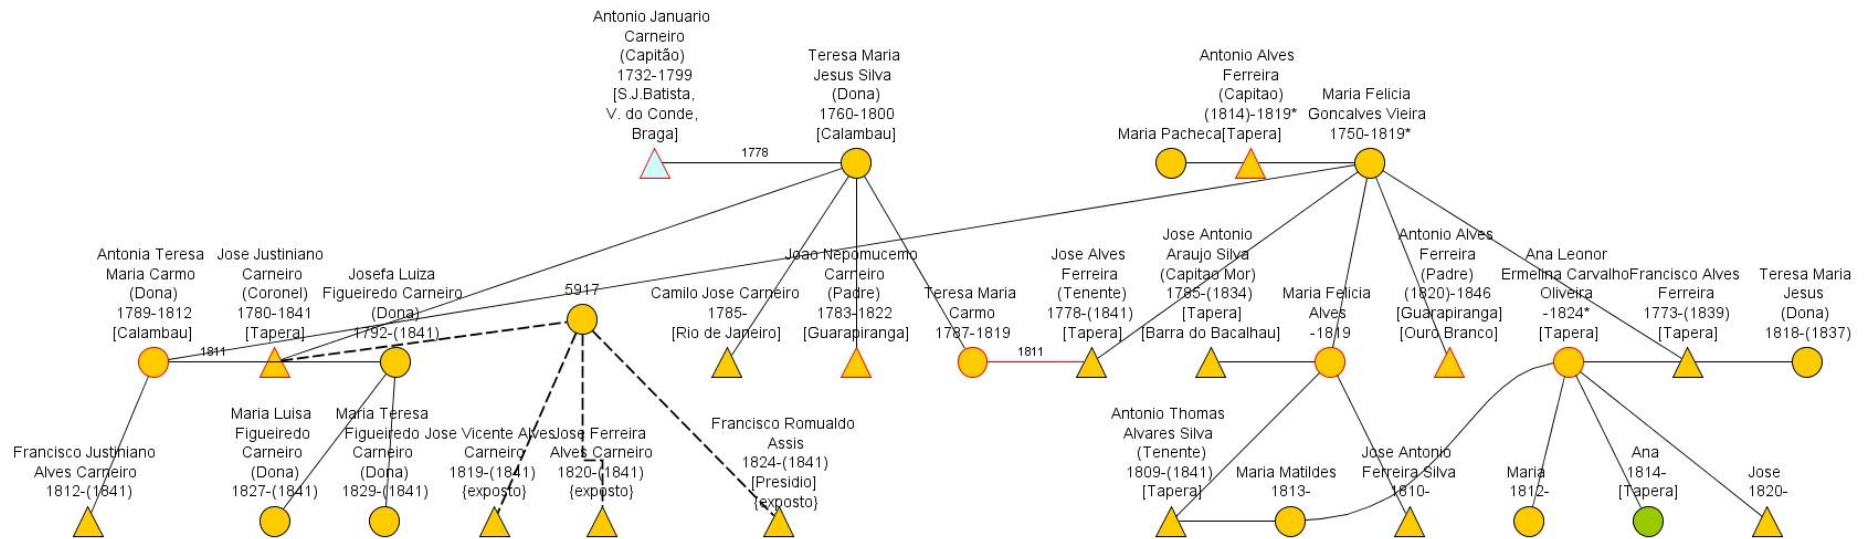 Antonio Januario
Carneiro
(Capitão)
1732-1799
[S.J.Batista,
V. do Conde,
Braga]
Teresa Maria
Jesus Silva
(Dona)
1760-1800
[Calambau]
Antonio Alves
Ferreira
(Capitao)
(1814)-1819*
[Tapera]
Maria Pacheca
Maria Felicia
Goncalves Vieira
1750-1819*
1778
Antonia Teresa
Maria Carmo
(Dona)
1789-1812
[Calambau]
Jose Justiniano
Carneiro
(Coronel)
1780-1841
[Tapera]
Josefa Luiza
Figueiredo Carneiro
(Dona)
1792-(1841)
5917
Camilo Jose Carneiro
1785-
[Rio de Janeiro]
Joao Nepomucemo
Carneiro
(Padre)
1783-1822
[Guarapiranga]
Teresa Maria
Carmo
1787-1819
Jose Alves
Ferreira
(Tenente)
1778-(1841)
[Tapera]
Jose Antonio
Araujo Silva
(Capitao Mor)
1785-(1834)
[Tapera]
[Barra do Bacalhau]
Maria Felicia
Alves
-1819
Antonio Alves
Ferreira
(Padre)
(1820)-1846
[Guarapiranga]
[Ouro Branco]
Ana Leonor
Ermelina Carvalho
Oliveira
-1824*
[Tapera]
Francisco Alves
Ferreira
1773-(1839)
[Tapera]
Teresa Maria
Jesus
(Dona)
1818-(1837)
1811
1811
Francisco Justiniano
Alves Carneiro
1812-(1841)
Maria Luisa
Figueiredo
Carneiro
(Dona)
1827-(1841)
Maria Teresa
Figueiredo
Carneiro
(Dona)
1829-(1841)
Jose Vicente Alves
Carneiro
1819-(1841)
{exposto}
Jose Ferreira
Alves Carneiro
1820-(1841)
{exposto}
Francisco Romualdo
Assis
1824-(1841)
[Presidio]
{exposto}
Antonio Thomas
Alvares Silva
(Tenente)
1809-(1841)
[Tapera]
Maria Matildes
1813-
Jose Antonio
Ferreira Silva
1810-
Maria
1812-
Ana
1814-
[Tapera]
Jose
1820-